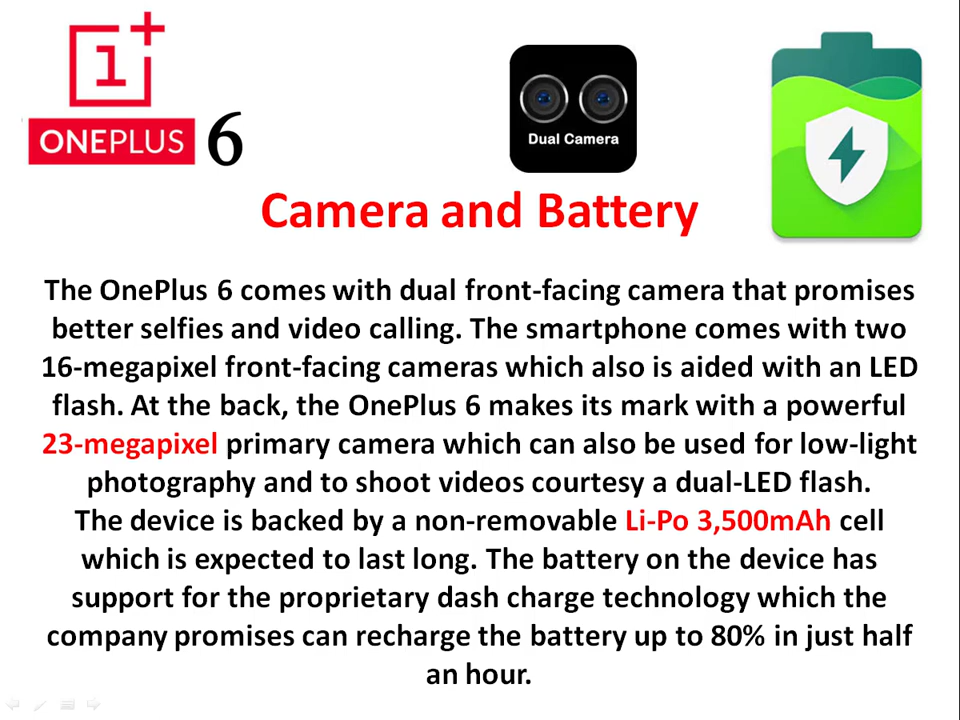 1+
ONEPLUS 6
Dual Camera
Camera and Battery
The OnePlus 6 comes with dual front-facing camera that promises
better selfies and video calling. The smartphone comes with two
16-megapixel front-facing cameras which also is aided with an LED
flash. At the back, the OnePlus 6 makes its mark with a powerful
23-megapixel primary camera which can also be used for low-light
photography and to shoot videos courtesy a dual-LED flash.
The device is backed by a non-removable Li-Po 3,500mAh cell
which is expected to last long. The battery on the device has
support for the proprietary dash charge technology which the
company promises can recharge the battery up to 80% in just half
an hour.